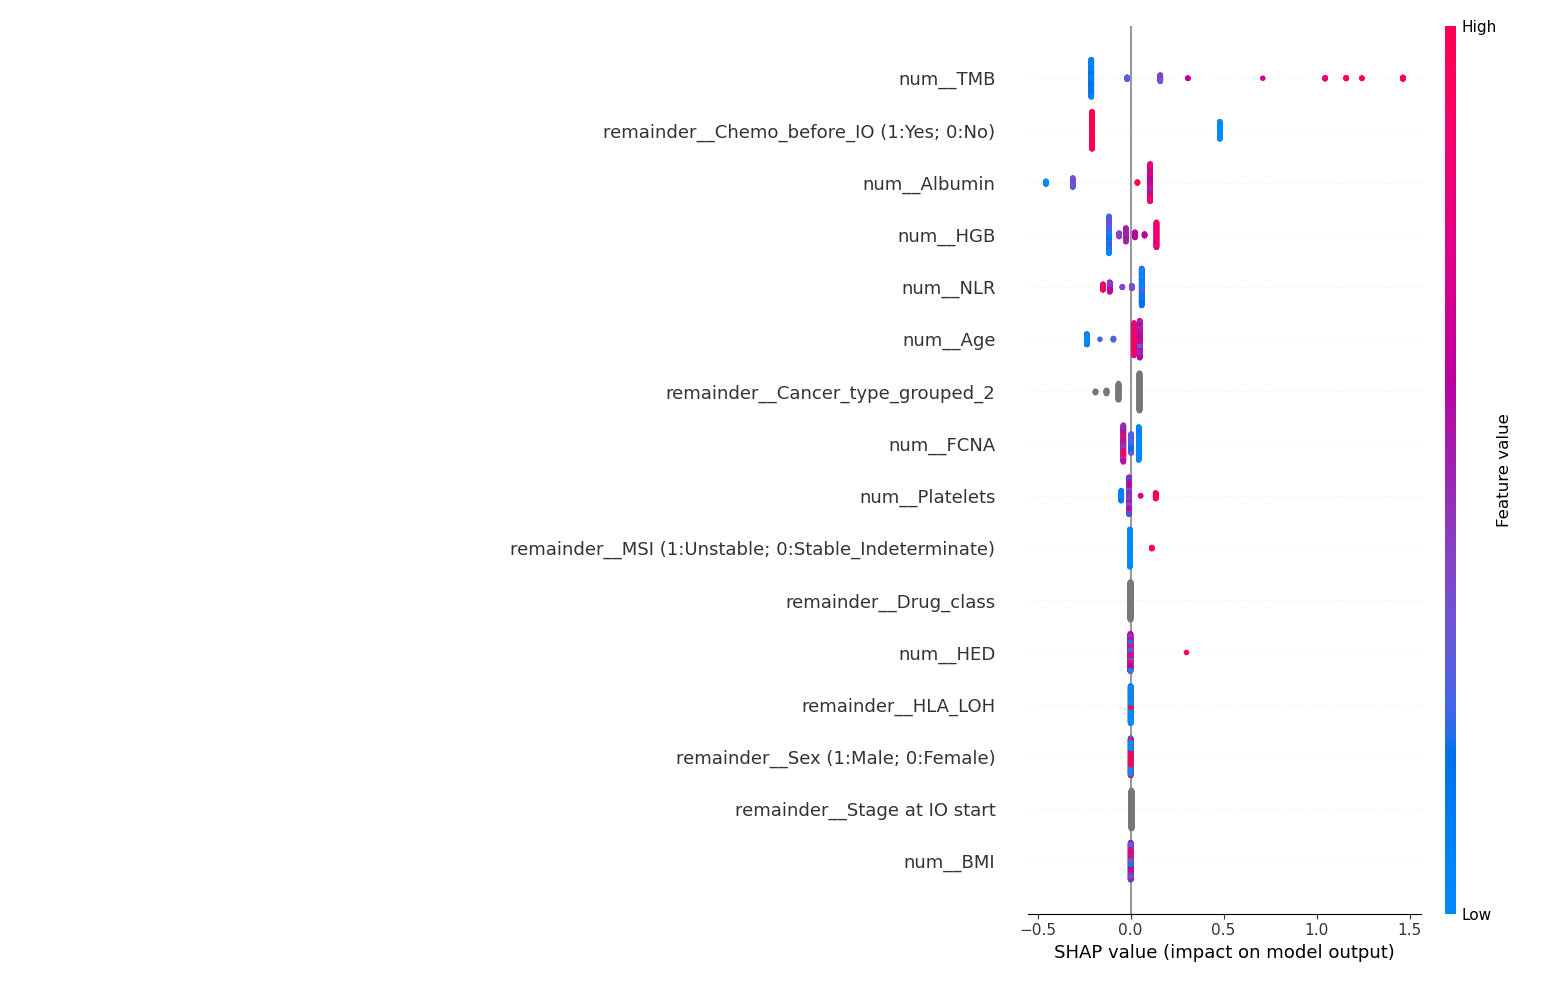 High
num__TMB
remainder__Chemo_before_IO (1:Yes; 0:No)
num__Albumin
num__HGB
num__NLR
num__Age
remainder__Cancer_type_grouped_2
num__FCNA
num__Platelets
remainder__MSI (1:Unstable; 0:Stable_Indeterminate)
remainder__Drug_class
num__HED
remainder__HLA_LOH
remainder__Sex (1:Male; 0:Female)
remainder__Stage at IO start
num__BMI
Feature value
Low
−0.5 0.0 0.5 1.0 1.5
SHAP value (impact on model output)